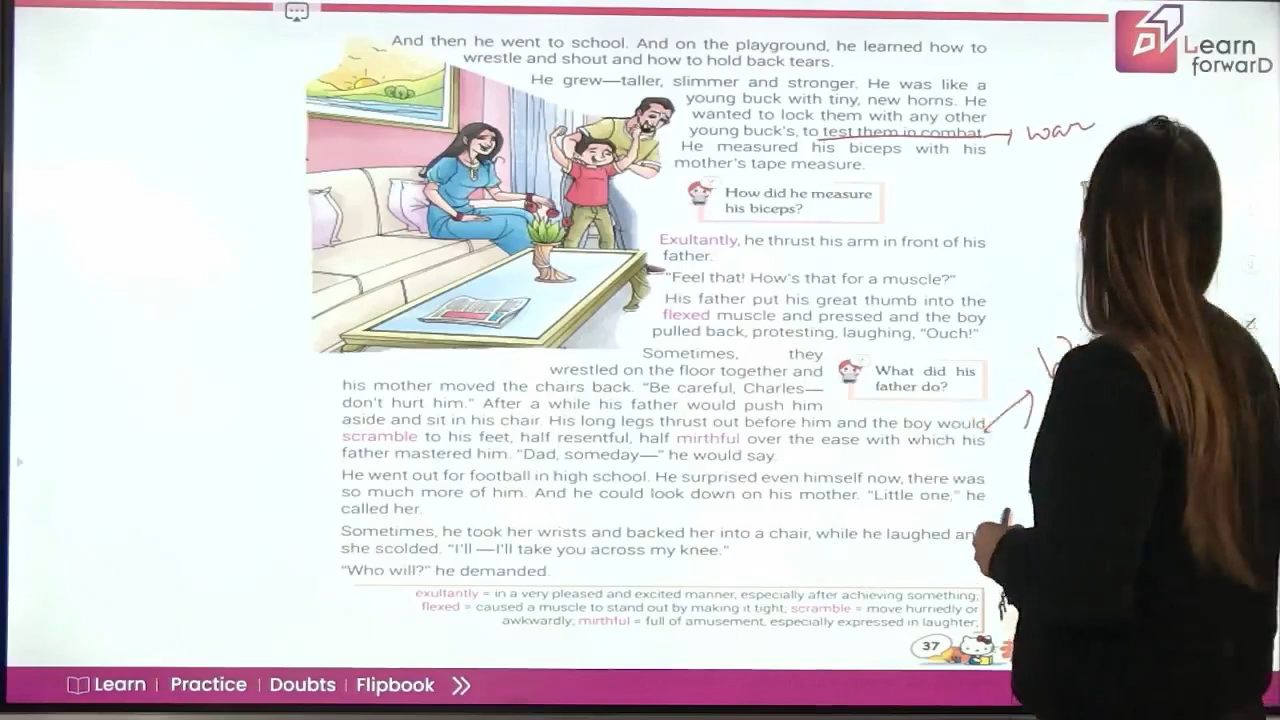 And then he went to school. And on the playground, he learned how to
wrestle and shout and how to hold back tears.
He grew—taller, slimmer and stronger. He was like a
young buck with tiny, new horns. He
wanted to lock them with any other
young buck's, to test them in combat.
war
He measured his biceps with his
mother's tape measure.
How did he measure
his biceps?
Exultantly, he thrust his arm in front of his
father.
"Feel that! How's that for a muscle?"
His father put his great thumb into the
flexed muscle and pressed and the boy
pulled back, protesting, laughing, "Ouch!"
Sometimes, they
wrestled on the floor together and
What did his
father do?
his mother moved the chairs back. "Be careful, Charles—
don't hurt him." After a while his father would push him
aside and sit in his chair. His long legs thrust out before him and the boy would
scramble to his feet, half resentful, half mirthful over the ease with which his
father mastered him. "Dad, someday—" he would say.
He went out for football in high school. He surprised even himself now, there was
so much more of him. And he could look down on his mother. "Little one," he
called her.
Sometimes, he took her wrists and backed her into a chair, while he laughed an
she scolded. "I'll —I'll take you across my knee."
"Who will?" he demanded.
exultantly = in a very pleased and excited manner, especially after achieving something;
flexed = caused a muscle to stand out by making it tight; scramble = move hurriedly or
awkwardly; mirthful = full of amusement, especially expressed in laughter;
37
Learn
forwarD
Learn | Practice | Doubts | Flipbook